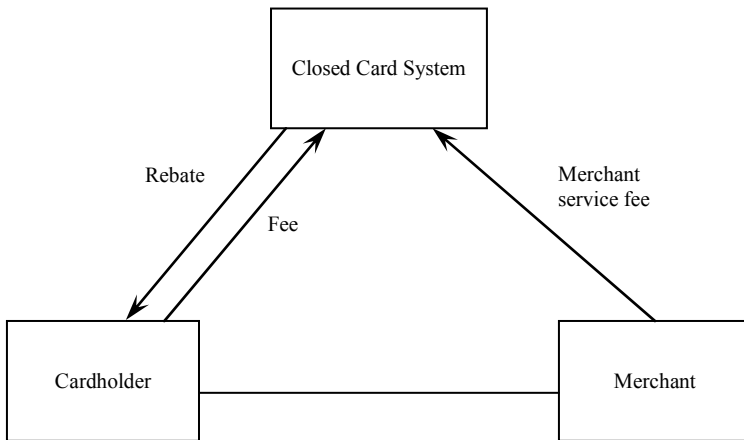 Closed Card System
Rebate
Fee
Merchant
service fee
Cardholder
Merchant